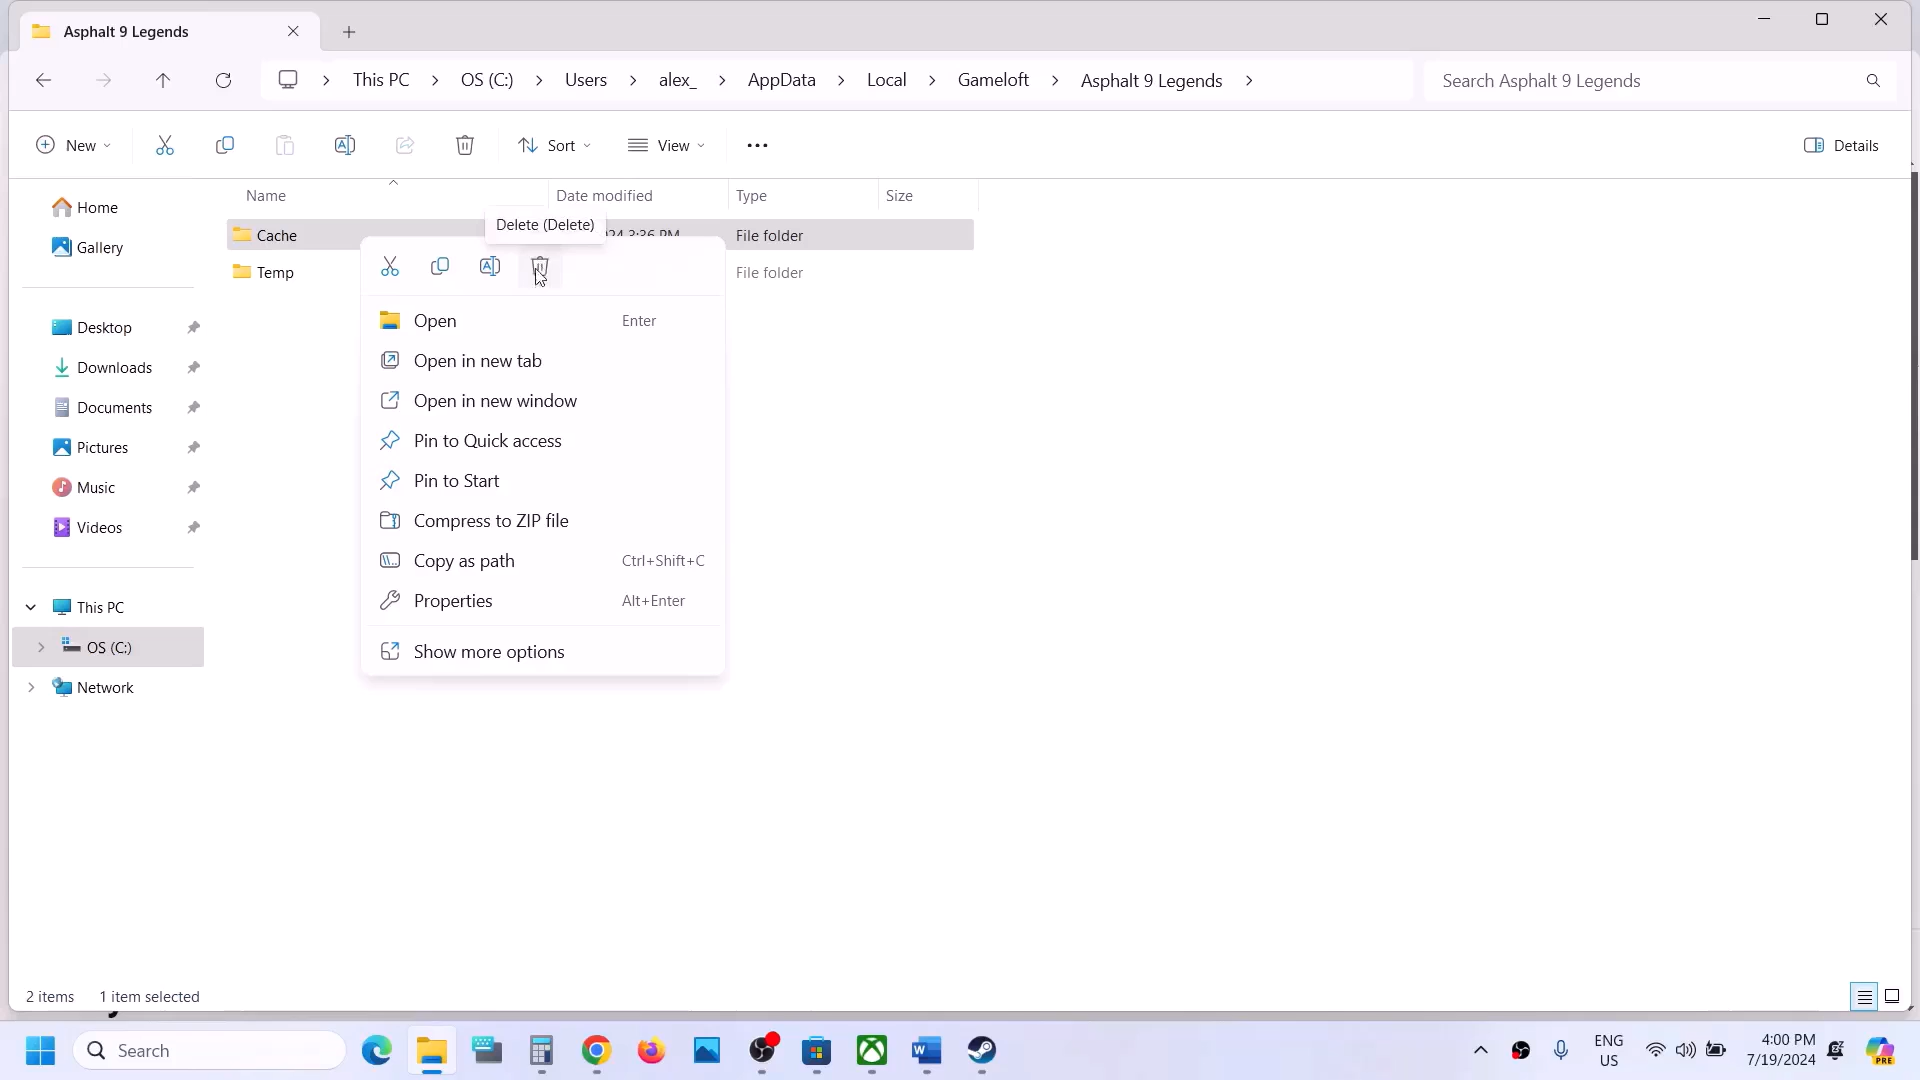 Asphalt 9 Legends
This PC
OS (C:)
Users
alex_
AppData
Local
Gameloft
Asphalt 9 Legends
Search Asphalt 9 Legends
New
Sort
View
Details
Name
Date modified
Type
Size
Home
Gallery
Desktop
Downloads
Documents
Pictures
Music
Videos
This PC
OS (C:)
Network
Cache
3:36 PM
File folder
Temp
File folder
Delete (Delete)
Open Enter
Open in new tab
Open in new window
Pin to Quick access
Pin to Start
Compress to ZIP file
Copy as path Ctrl+Shift+C
Properties Alt+Enter
Show more options
2 items 1 item selected
Search
ENG
US
4:00 PM
7/19/2024
PRE